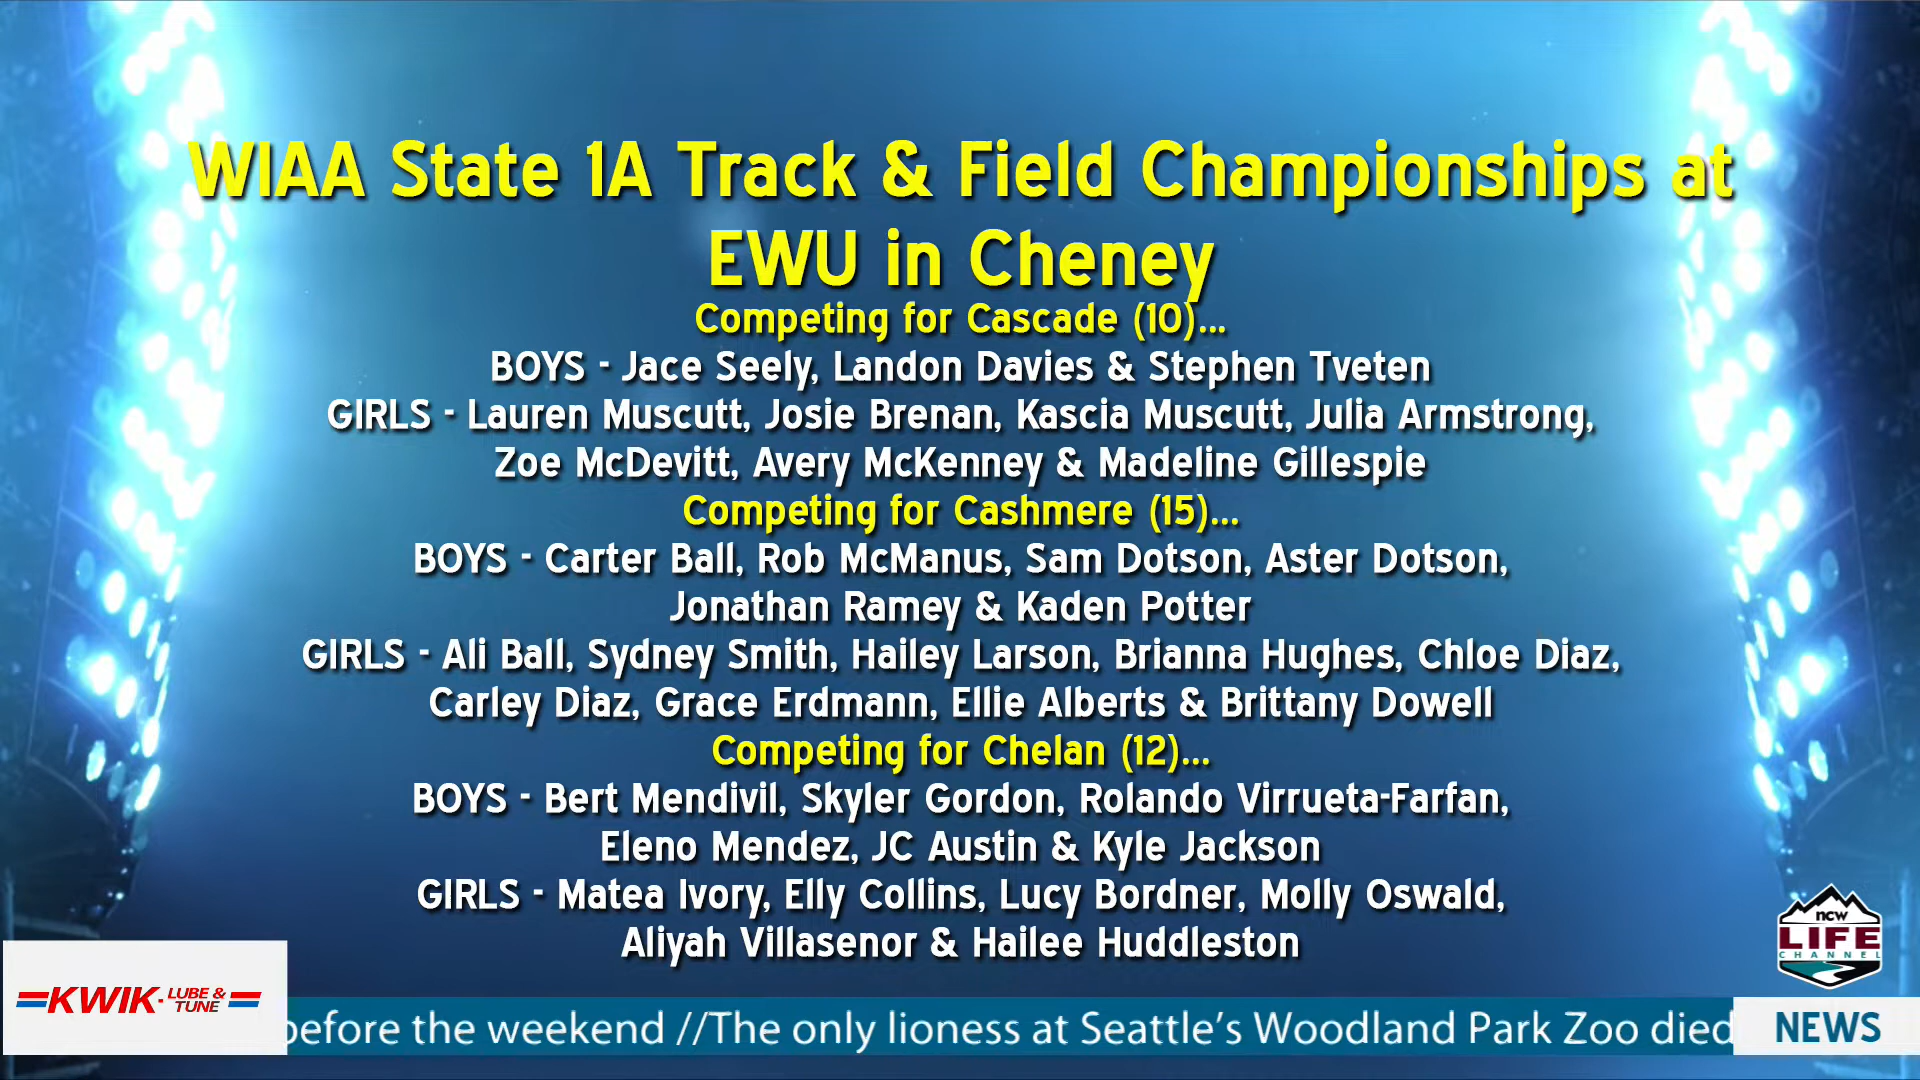 WIAA State 1A Track & Field Championships at
EWU in Cheney
Competing for Cascade (10)...
BOYS - Jace Seely, Landon Davies & Stephen Tveten
GIRLS - Lauren Muscutt, Josie Brenan, Kascia Muscutt, Julia Armstrong,
Zoe McDevitt, Avery McKenney & Madeline Gillespie
Competing for Cashmere (15)...
BOYS - Carter Ball, Rob McManus, Sam Dotson, Aster Dotson,
Jonathan Ramey & Kaden Potter
GIRLS - Ali Ball, Sydney Smith, Hailey Larson, Brianna Hughes, Chloe Diaz,
Carley Diaz, Grace Erdmann, Ellie Alberts & Brittany Dowell
Competing for Chelan (12)...
BOYS - Bert Mendivil, Skyler Gordon, Rolando Virrueta-Farfan,
Eleno Mendez, JC Austin & Kyle Jackson
GIRLS - Matea Ivory, Elly Collins, Lucy Bordner, Molly Oswald,
Aliyah Villasenor & Hailee Huddleston
ncw
LIFE
CHANNEL
KWIK LUBE &
TUNE
before the weekend //The only lioness at Seattle's Woodland Park Zoo died
NEWS